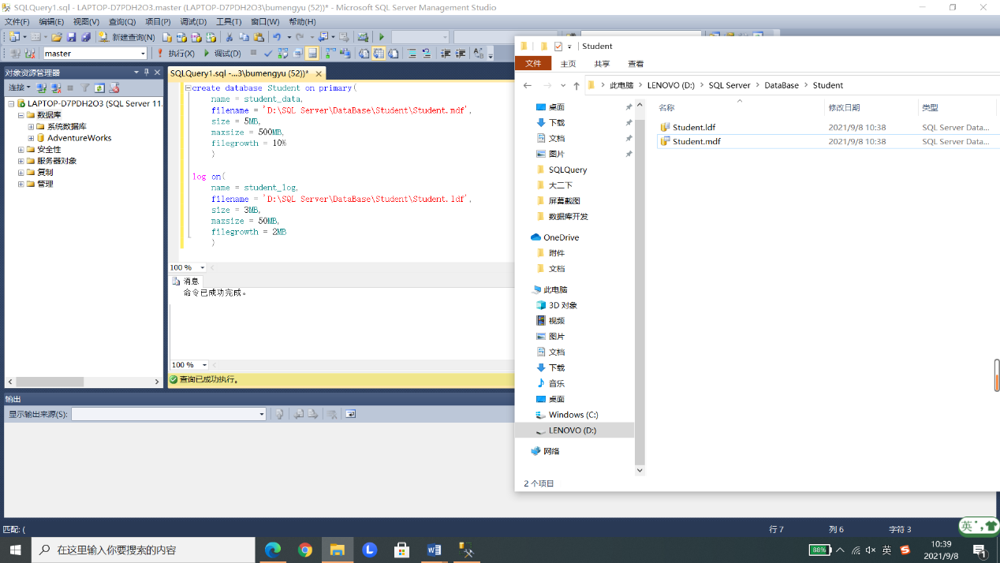 SQLQuery1.sql - LAPTOP-D7PDH2O3.master (LAPTOP-D7PDH2O3\bumengyu (52))* - Microsoft SQL Server Management Studio
文件(F) 编辑(E) 视图(V) 查询(Q) 项目(P) 调试(D) 工具(T) 窗口(W) 帮助(H)
新建查询(N)
master
执行(X) 调试(D)
对象资源管理器
连接
LAPTOP-D7PDH2O3 (SQL Server 11.
数据库
系统数据库
AdventureWorks
安全性
服务器对象
复制
管理
SQLQuery1.sql -...3\bumengyu (52))*
create database Student on primary(
name = student_data,
filename = 'D:\SQL Server\DataBase\Student\Student.mdf',
size = 5MB,
maxsize = 500MB,
filegrowth = 10%
)
log on(
name = student_log,
filename = 'D:\SQL Server\DataBase\Student\Student.ldf',
size = 3MB,
maxsize = 50MB,
filegrowth = 2MB
)
100 %
消息
命令已成功完成。
100 %
查询已成功执行。
输出
显示输出来源(S):
匹配: (
行 7
列 6
字符 3
Student
文件 主页 共享 查看
此电脑 LENOVO (D:) SQL Server DataBase Student
桌面
下载
文档
图片
SQLQuery
大二下
屏幕截图
数据库开发
OneDrive
附件
文档
此电脑
3D 对象
视频
图片
文档
下载
音乐
桌面
Windows (C:)
LENOVO (D:)
网络
名称 修改日期 类型
Student.ldf 2021/9/8 10:38 SQL Server Data...
Student.mdf 2021/9/8 10:38 SQL Server Data...
2 个项目
英
在这里输入你要搜索的内容
88%
英
10:39
2021/9/8
1